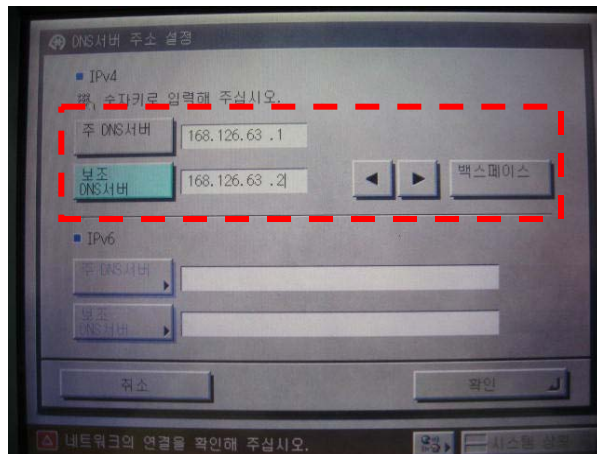 DNS서버 주소 설정
IPv4
숫자키로 입력해 주십시오.
주 DNS서버
168.126.63 .1
보조
DNS서버
168.126.63 .2
◀ ▶ 백스페이스
IPv6
주 DNS서버
보조
DNS서버
취소
확인
네트워크의 연결을 확인해 주십시오.
시스템 상